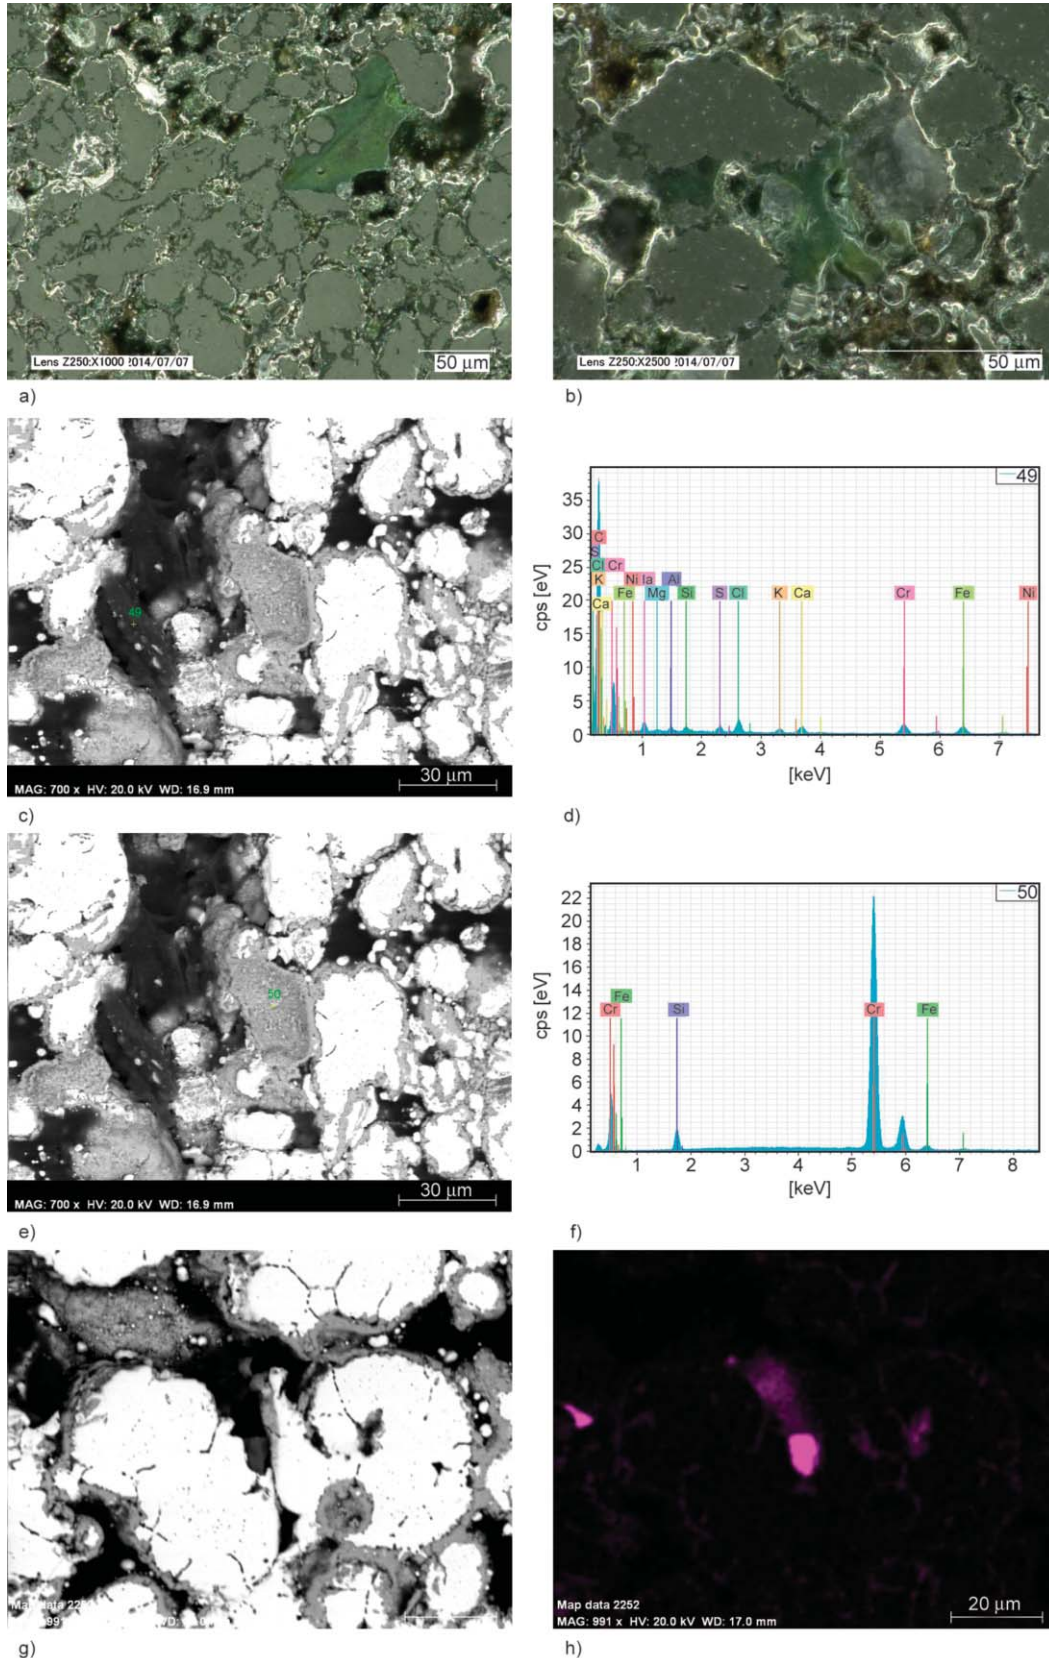 Lens Z250:X1000 !014/07/07
50 µm
a)
Lens Z250:X2500 !014/07/07
50 µm
b)
49
MAG: 700 x HV: 20.0 kV WD: 16.9 mm
30 µm
c)
49
cps [eV]
35
30
25
20
15
10
5
0
C
S
Cl Cr
K Ni Na Al
Ca Fe Mg Si S Cl K Ca Cr Fe Ni
1 2 3 4 5 6 7
[keV]
d)
50
MAG: 700 x HV: 20.0 kV WD: 16.9 mm
30 µm
e)
50
cps [eV]
22
20
18
16
14
12
10
8
6
4
2
0
Fe
Cr Si Cr Fe
1 2 3 4 5 6 7 8
[keV]
f)
Map data
g)
Map data 2252
MAG: 991 x HV: 20.0 kV WD: 17.0 mm
20 µm
h)